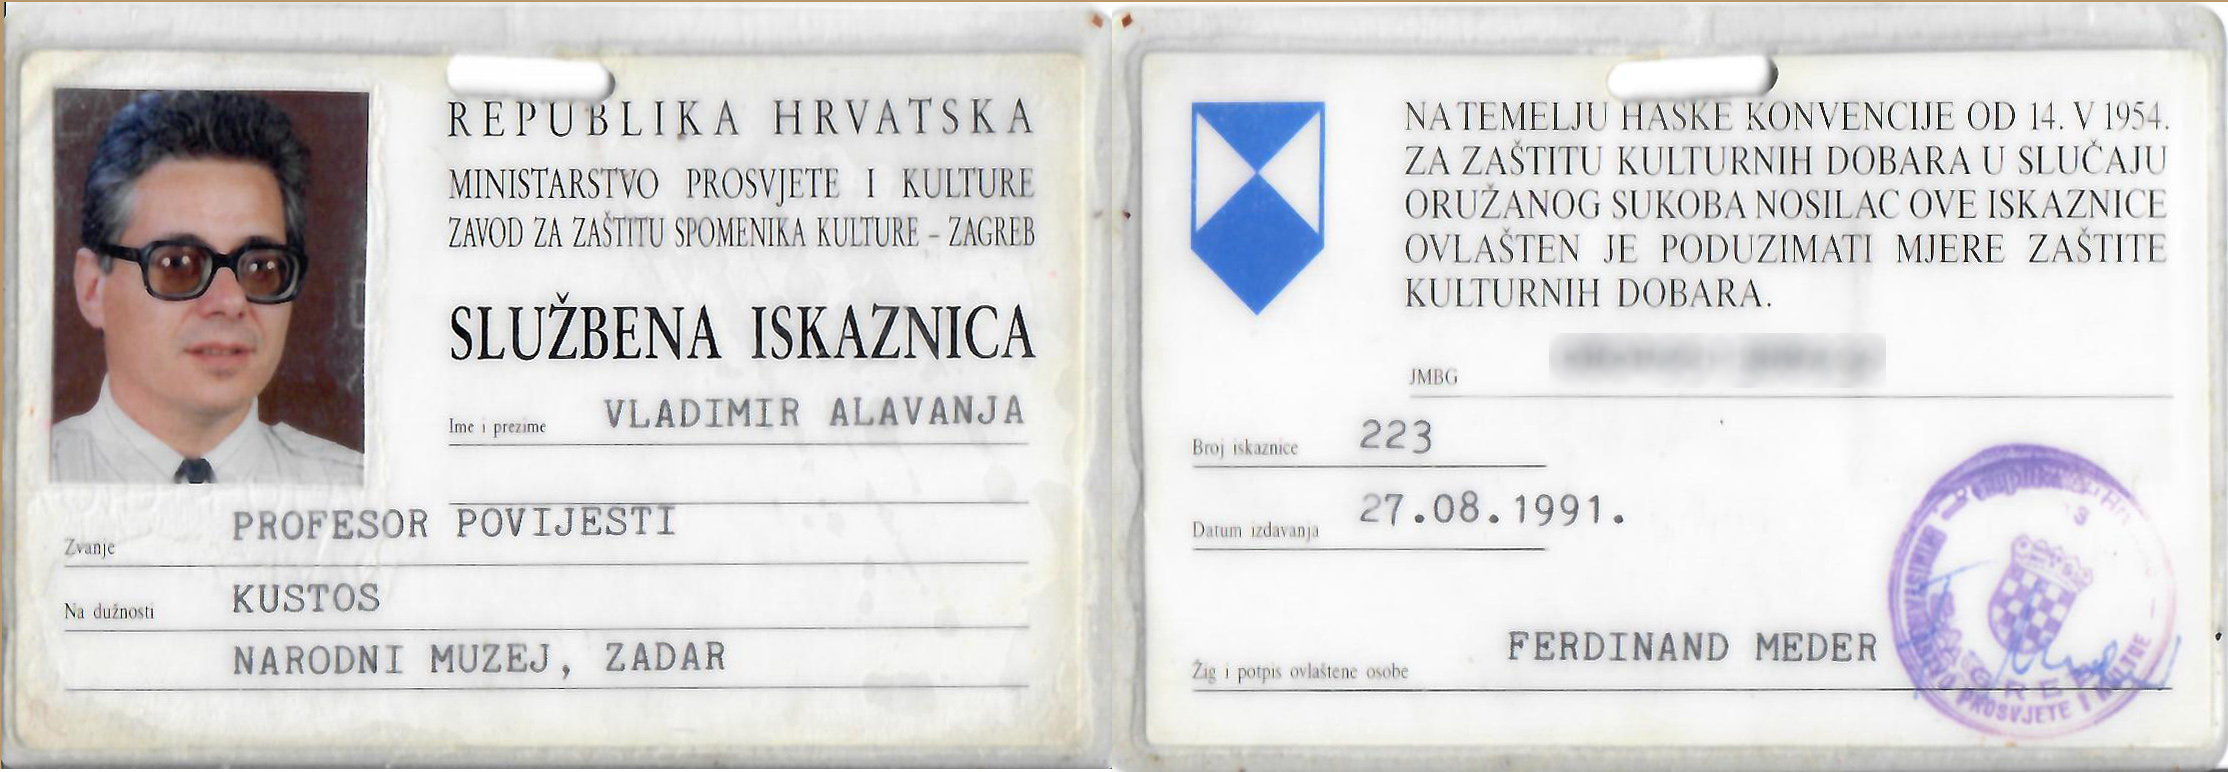 REPUBLIKA HRVATSKA
MINISTARSTVO PROSVJETE I KULTURE
ZAVOD ZA ZAŠTITU SPOMENIKA KULTURE – ZAGREB
SLUŽBENA ISKAZNICA
Ime i prezime VLADIMIR ALAVANJA
Zvanje PROFESOR POVIJESTI
Na dužnosti KUSTOS
NARODNI MUZEJ, ZADAR
NA TEMELJU HAŠKE KONVENCIJE OD 14. V 1954.
ZA ZAŠTITU KULTURNIH DOBARA U SLUČAJU
ORUŽANOG SUKOBA NOSILAC OVE ISKAZNICE
OVLAŠTEN JE PODUZIMATI MJERE ZAŠTITE
KULTURNIH DOBARA.
JMBG
Broj iskaznice 223
Datum izdavanja 27.08.1991.
Žig i potpis ovlaštene osobe FERDINAND MEDER
PROSVJETE I